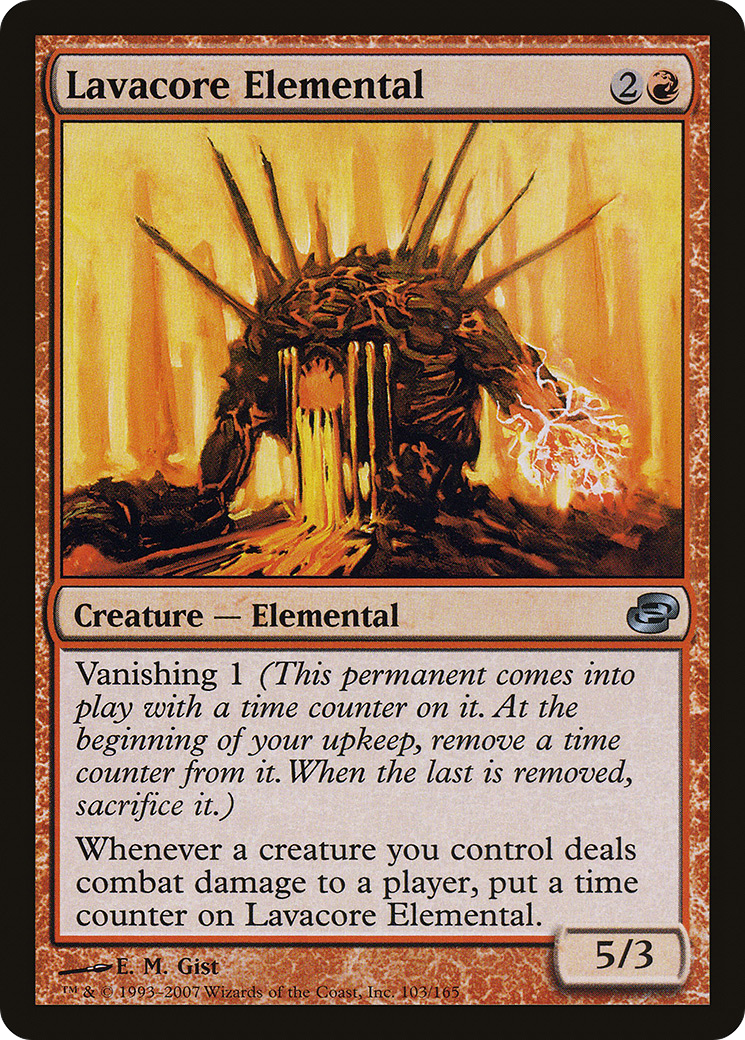 Lavacore Elemental 2
Creature — Elemental
Vanishing 1 (This permanent comes into
play with a time counter on it. At the
beginning of your upkeep, remove a time
counter from it. When the last is removed,
sacrifice it.)
Whenever a creature you control deals
combat damage to a player, put a time
counter on Lavacore Elemental.
5/3
E. M. Gist
™ & © 1993–2007 Wizards of the Coast, Inc. 103/165